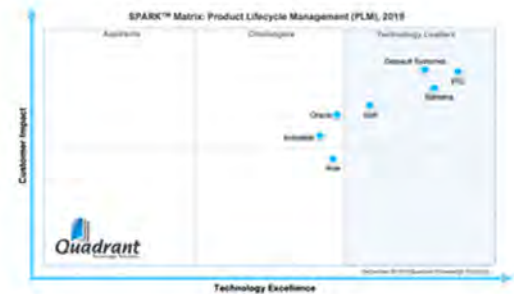 SPARK™ Matrix: Product Lifecycle Management (PLM), 2019
Aspirants
Challengers
Technology Leaders
Dassault Systemes
PTC
Siemens
Oracle
SAP
Autodesk
Aras
Customer Impact
Quadrant
Technology Excellence